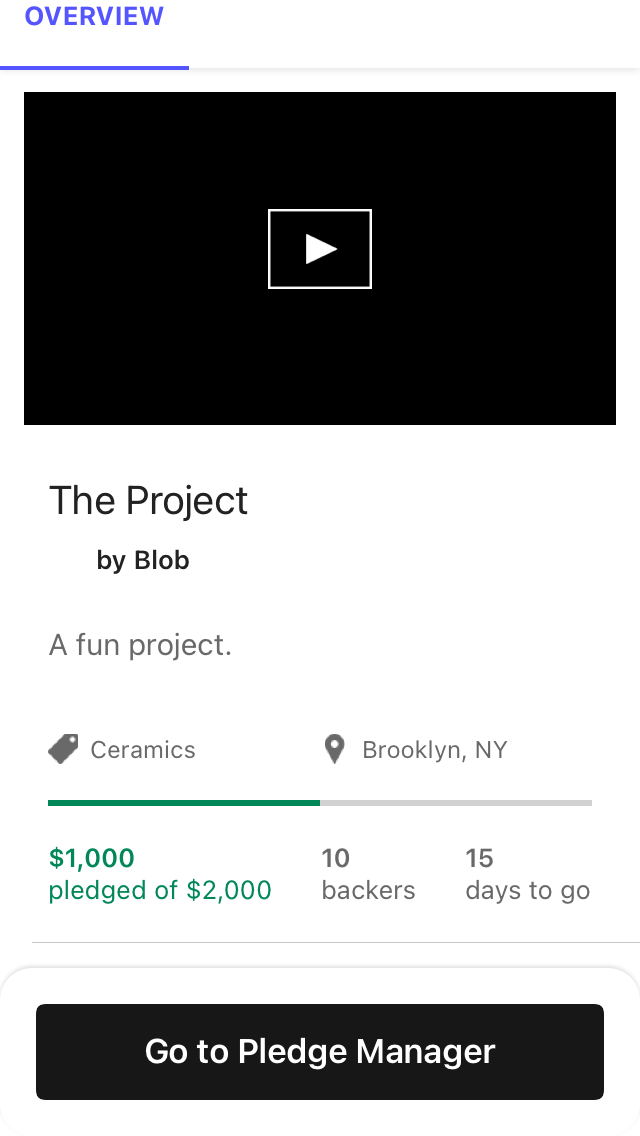 OVERVIEW
The Project
by Blob
A fun project.
Ceramics
Brooklyn, NY
$1,000
pledged of $2,000
10
backers
15
days to go
Go to Pledge Manager